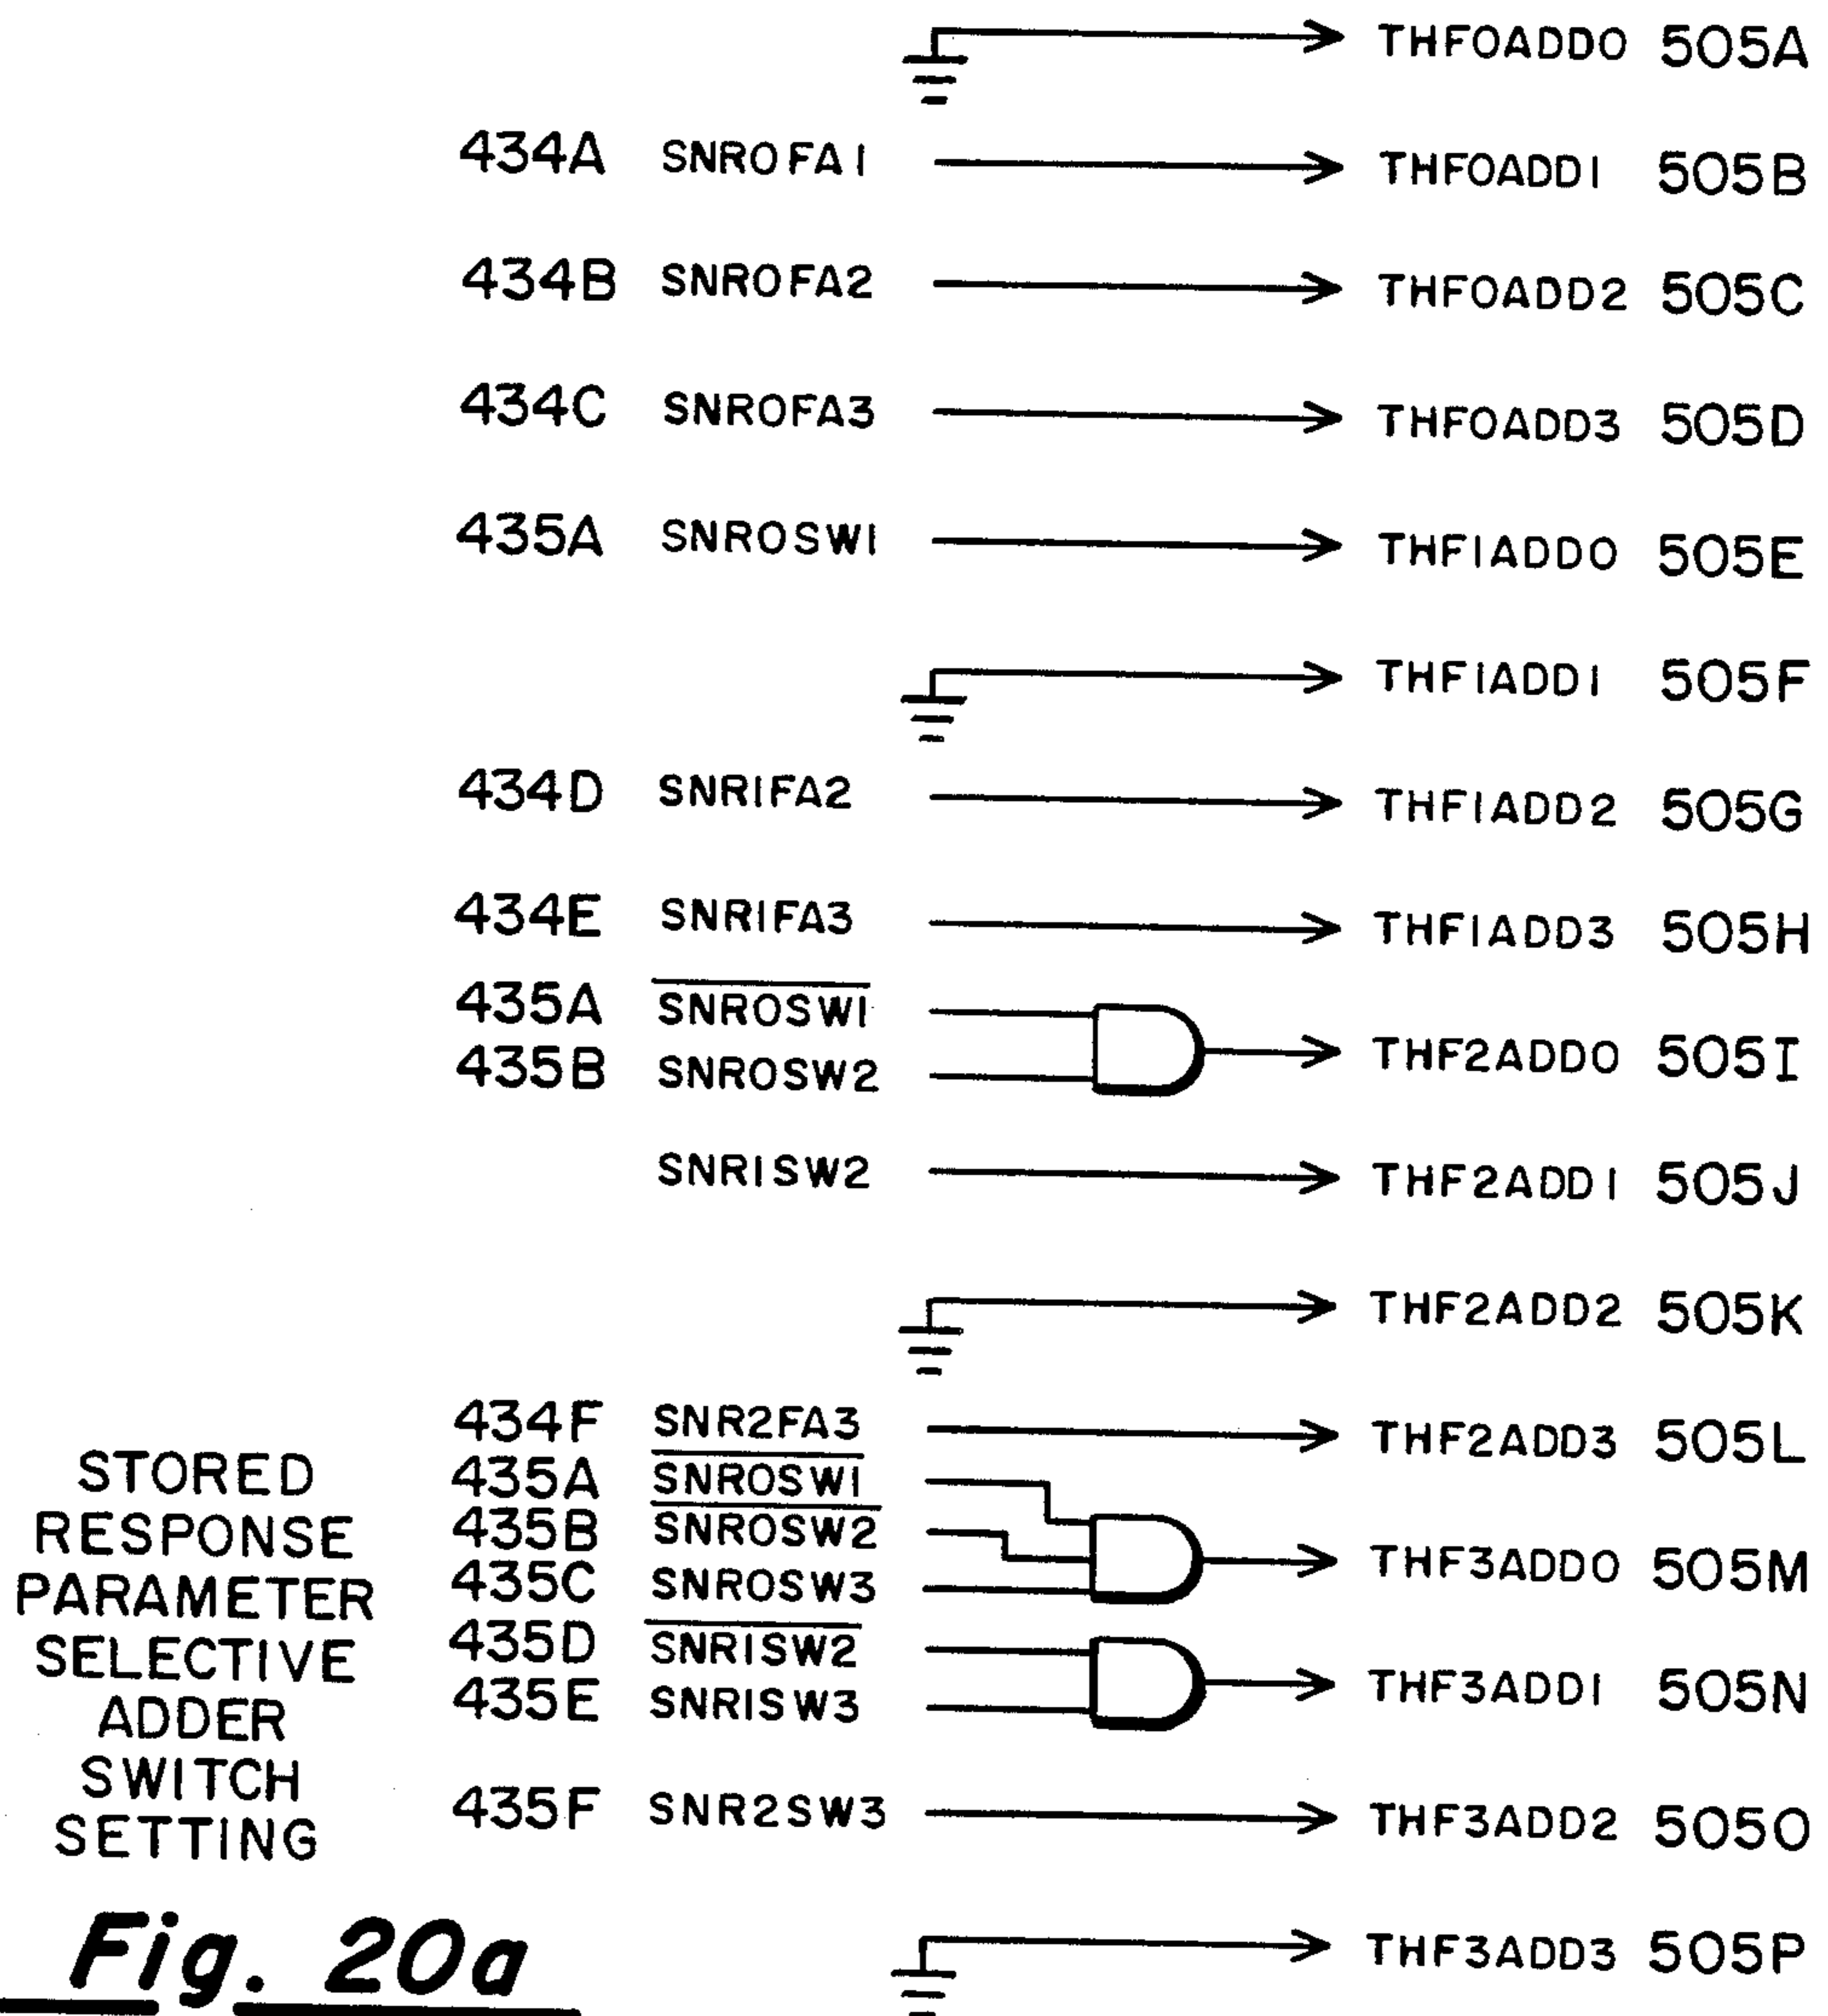 THF0ADD0 505A
434A SNR0FA1 THF0ADD1 505B
434B SNR0FA2 THF0ADD2 505C
434C SNR0FA3 THF0ADD3 505D
435A SNR0SW1 THF1ADD0 505E
THF1ADD1 505F
434D SNR1FA2 THF1ADD2 505G
434E SNR1FA3 THF1ADD3 505H
435A SNR0SW1
435B SNR0SW2 THF2ADD0 505I
SNR1SW2 THF2ADD1 505J
THF2ADD2 505K
434F SNR2FA3 THF2ADD3 505L
435A SNR0SW1
435B SNR0SW2
435C SNR0SW3 THF3ADD0 505M
435D SNR1SW2
435E SNR1SW3 THF3ADD1 505N
435F SNR2SW3 THF3ADD2 505O
THF3ADD3 505P
STORED
RESPONSE
PARAMETER
SELECTIVE
ADDER
SWITCH
SETTING
Fig. 20a